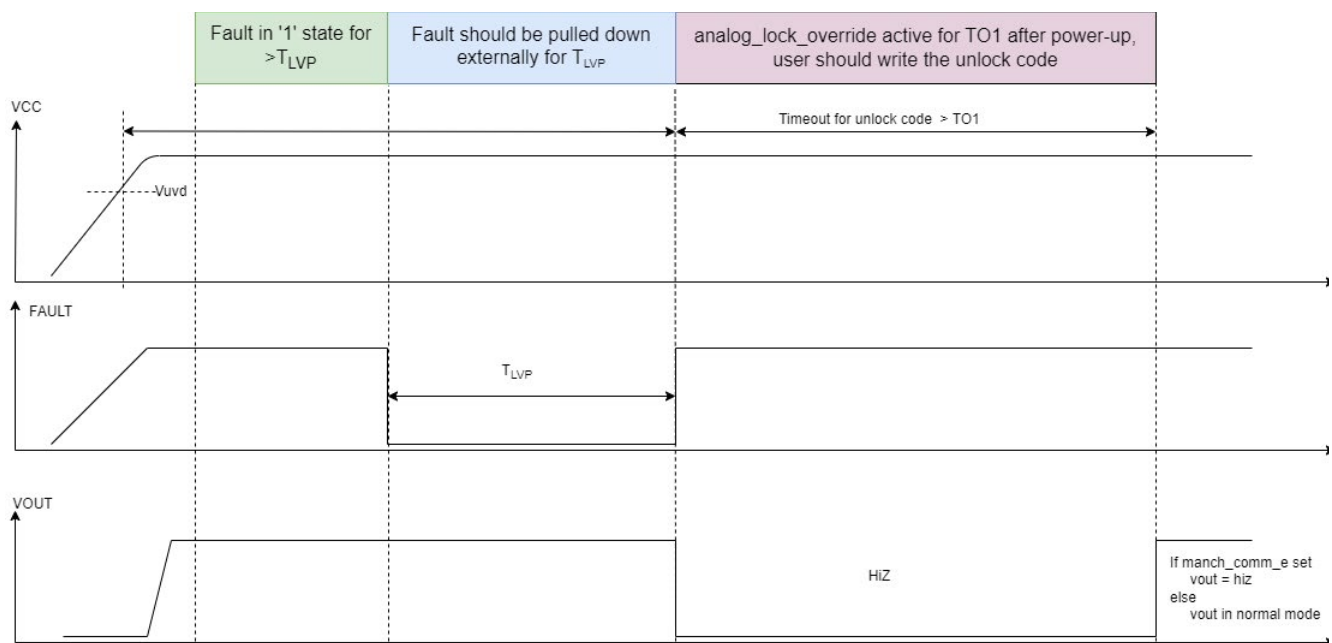 Fault in '1' state for
>TLVP
Fault should be pulled down
externally for TLVP
analog_lock_override active for TO1 after power-up,
user should write the unlock code
VCC
Timeout for unlock code > TO1
Vuvd
FAULT
TLVP
VOUT
HiZ
If manch_comm_e set
vout = hiz
else
vout in normal mode